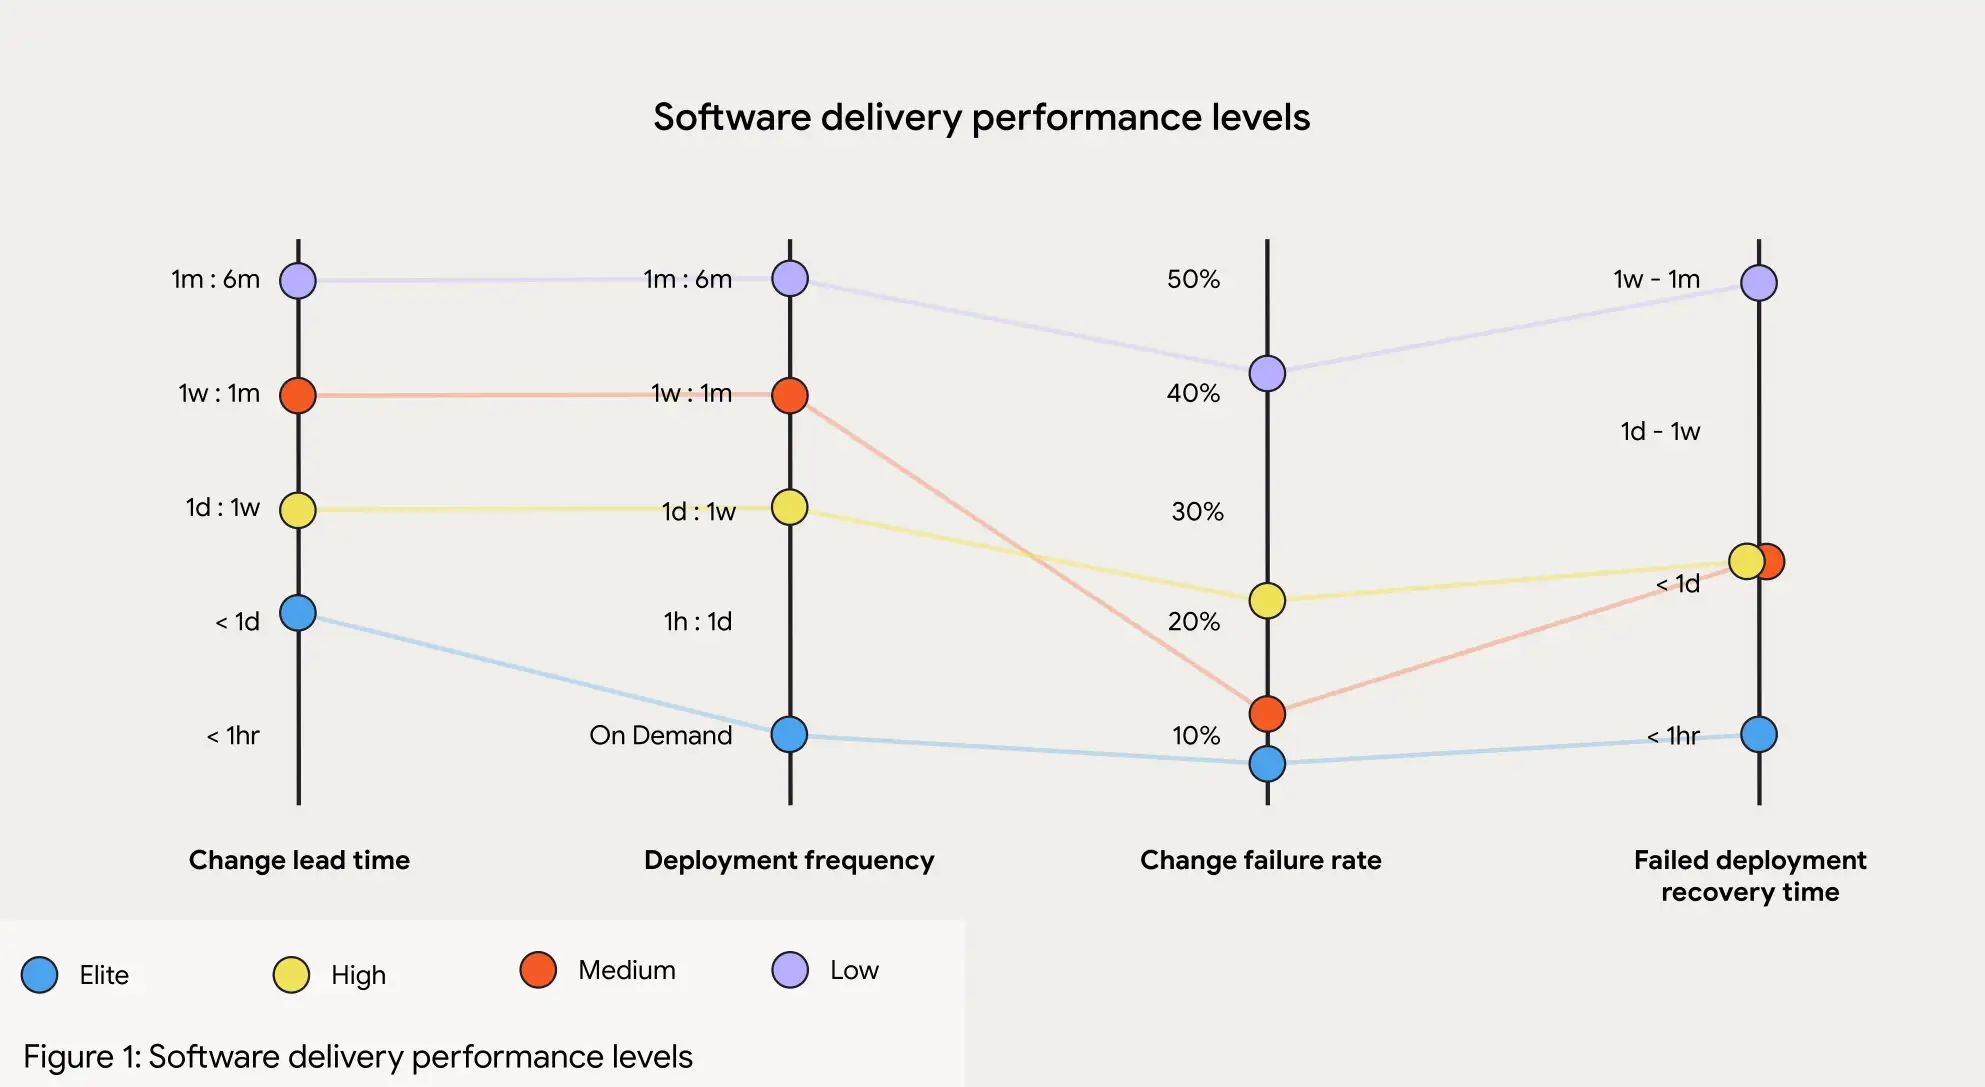 Software delivery performance levels
1m : 6m
1w : 1m
1d : 1w
< 1d
< 1hr
Change lead time
1m : 6m
1w : 1m
1d : 1w
1h : 1d
On Demand
Deployment frequency
50%
40%
30%
20%
10%
Change failure rate
1w - 1m
1d - 1w
< 1d
< 1hr
Failed deployment
recovery time
Elite
High
Medium
Low
Figure 1: Software delivery performance levels